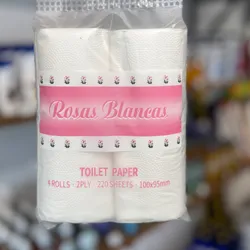 Rosas Blancas
TOILET PAPER
4 ROLLS · 2PLY 220 SHEETS · 100x95mm